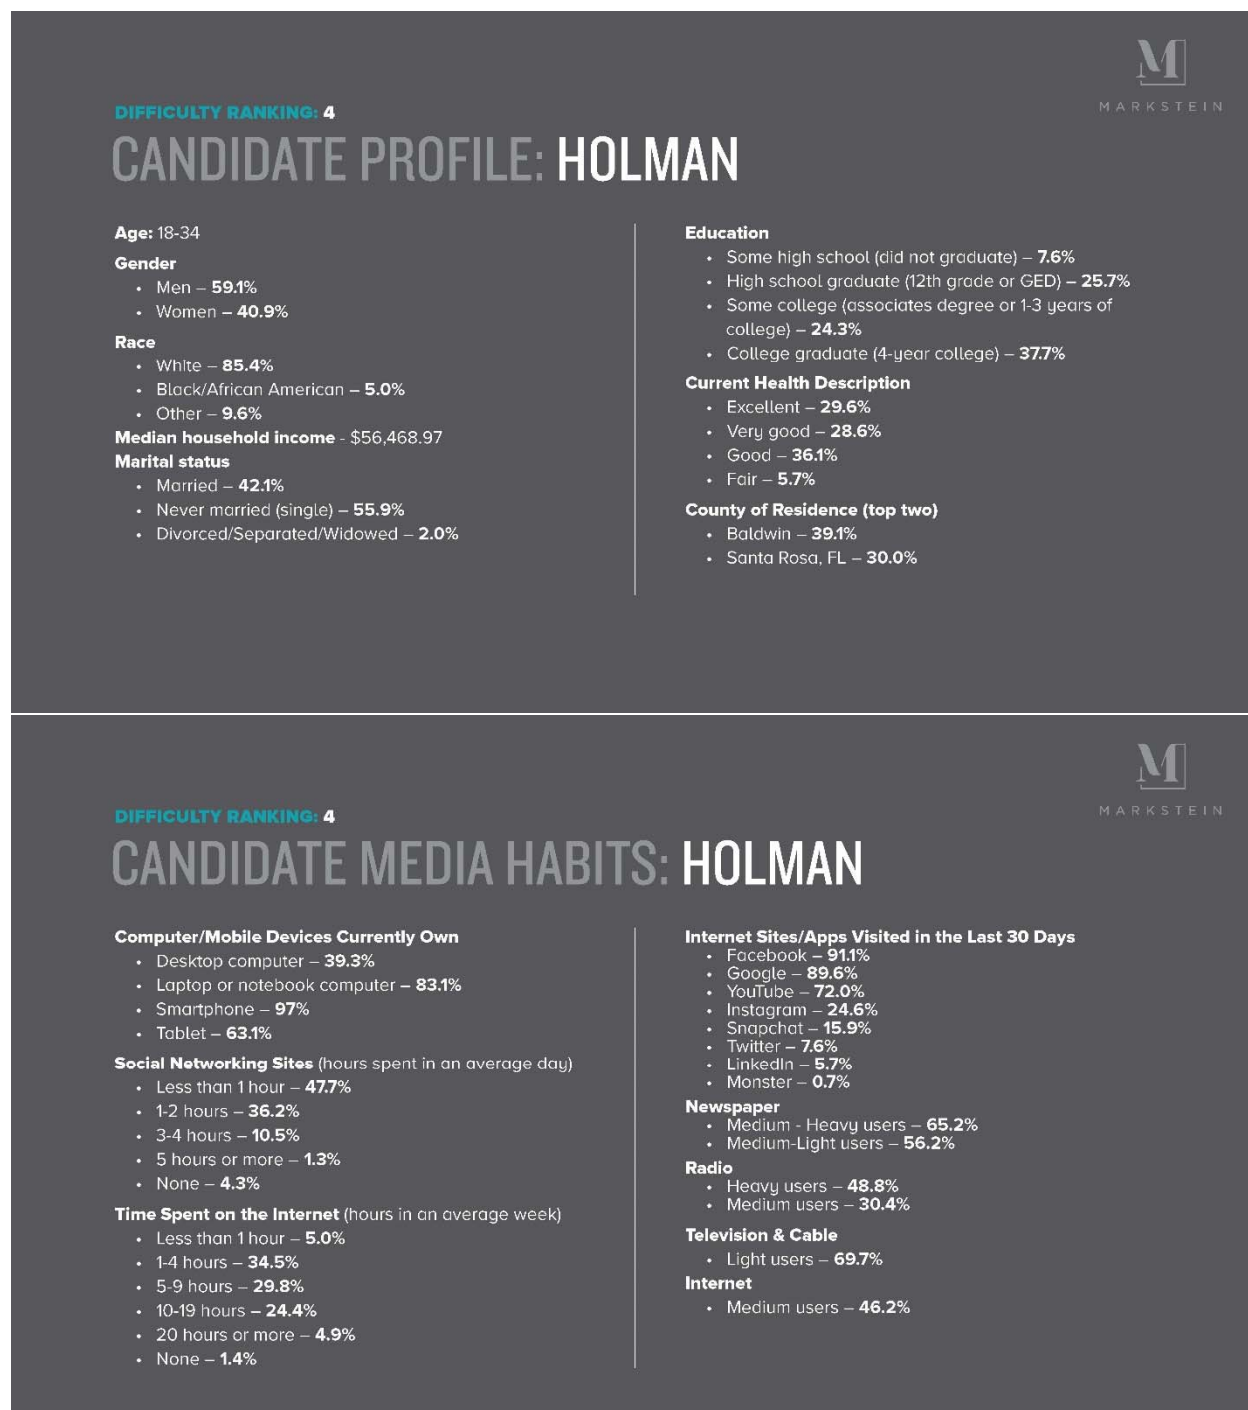 M
MARKSTEIN
DIFFICULTY RANKING: 4
CANDIDATE PROFILE: HOLMAN
Age: 18-34
Gender
• Men – 59.1%
• Women – 40.9%
Race
• White – 85.4%
• Black/African American – 5.0%
• Other – 9.6%
Median household income - $56,468.97
Marital status
• Married – 42.1%
• Never married (single) – 55.9%
• Divorced/Separated/Widowed – 2.0%
Education
• Some high school (did not graduate) – 7.6%
• High school graduate (12th grade or GED) – 25.7%
• Some college (associates degree or 1-3 years of
college) – 24.3%
• College graduate (4-year college) – 37.7%
Current Health Description
• Excellent – 29.6%
• Very good – 28.6%
• Good – 36.1%
• Fair – 5.7%
County of Residence (top two)
• Baldwin – 39.1%
• Santa Rosa, FL – 30.0%
M
MARKSTEIN
DIFFICULTY RANKING: 4
CANDIDATE MEDIA HABITS: HOLMAN
Computer/Mobile Devices Currently Own
• Desktop computer – 39.3%
• Laptop or notebook computer – 83.1%
• Smartphone – 97%
• Tablet – 63.1%
Social Networking Sites (hours spent in an average day)
• Less than 1 hour – 47.7%
• 1-2 hours – 36.2%
• 3-4 hours – 10.5%
• 5 hours or more – 1.3%
• None – 4.3%
Time Spent on the Internet (hours in an average week)
• Less than 1 hour – 5.0%
• 1-4 hours – 34.5%
• 5-9 hours – 29.8%
• 10-19 hours – 24.4%
• 20 hours or more – 4.9%
• None – 1.4%
Internet Sites/Apps Visited in the Last 30 Days
• Facebook – 91.1%
• Google – 89.6%
• YouTube – 72.0%
• Instagram – 24.6%
• Snapchat – 15.9%
• Twitter – 7.6%
• LinkedIn – 5.7%
• Monster – 0.7%
Newspaper
• Medium - Heavy users – 65.2%
• Medium-Light users – 56.2%
Radio
• Heavy users – 48.8%
• Medium users – 30.4%
Television & Cable
• Light users – 69.7%
Internet
• Medium users – 46.2%